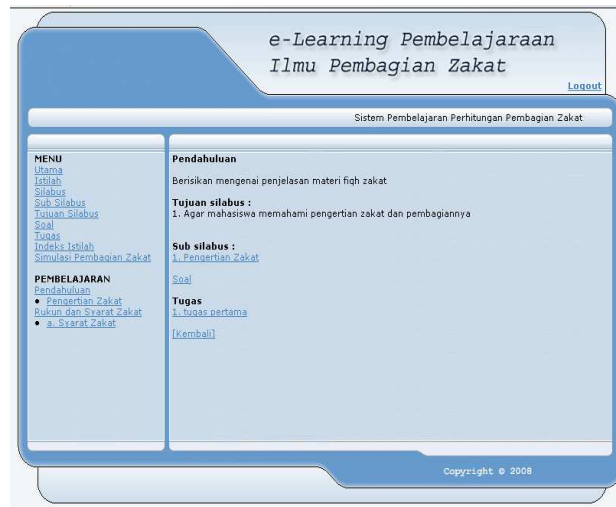 e-Learning Pembelajaraan
Ilmu Pembagian Zakat
Logout
Sistem Pembelajaran Perhitungan Pembagian Zakat
MENU
Utama
Istilah
Silabus
Sub Silabus
Tujuan Silabus
Soal
Tugas
Indeks Istilah
Simulasi Pembagian Zakat
PEMBELAJARAN
Pendahuluan
• Pengertian Zakat
Rukun dan Syarat Zakat
• a. Syarat Zakat
Pendahuluan
Berisikan mengenai penjelasan materi fiqh zakat
Tujuan silabus :
1. Agar mahasiswa memahami pengertian zakat dan pembagiannya
Sub silabus :
1. Pengertian Zakat
Soal
Tugas
1. tugas pertama
[Kembali]
Copyright © 2008